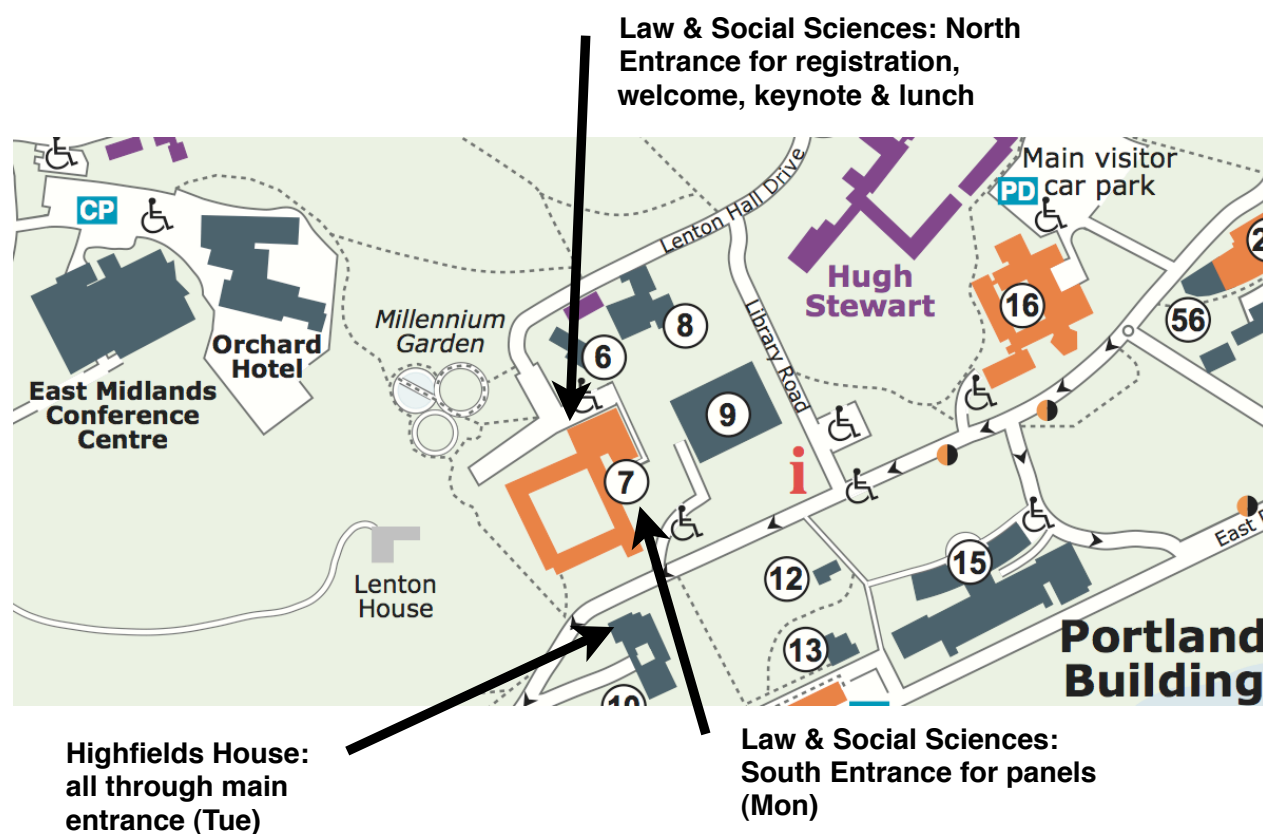 Law & Social Sciences: North
Entrance for registration,
welcome, keynote & lunch
Main visitor
PD car park
CP
Lenton Hall Drive
Hugh
Stewart
2
16
56
8
6
Library Road
Millennium
Garden
Orchard
Hotel
East Midlands
Conference
Centre
9
7
i
Lenton
House
12
15
East
13
10
Portland
Building
Highfields House:
all through main
entrance (Tue)
Law & Social Sciences:
South Entrance for panels
(Mon)